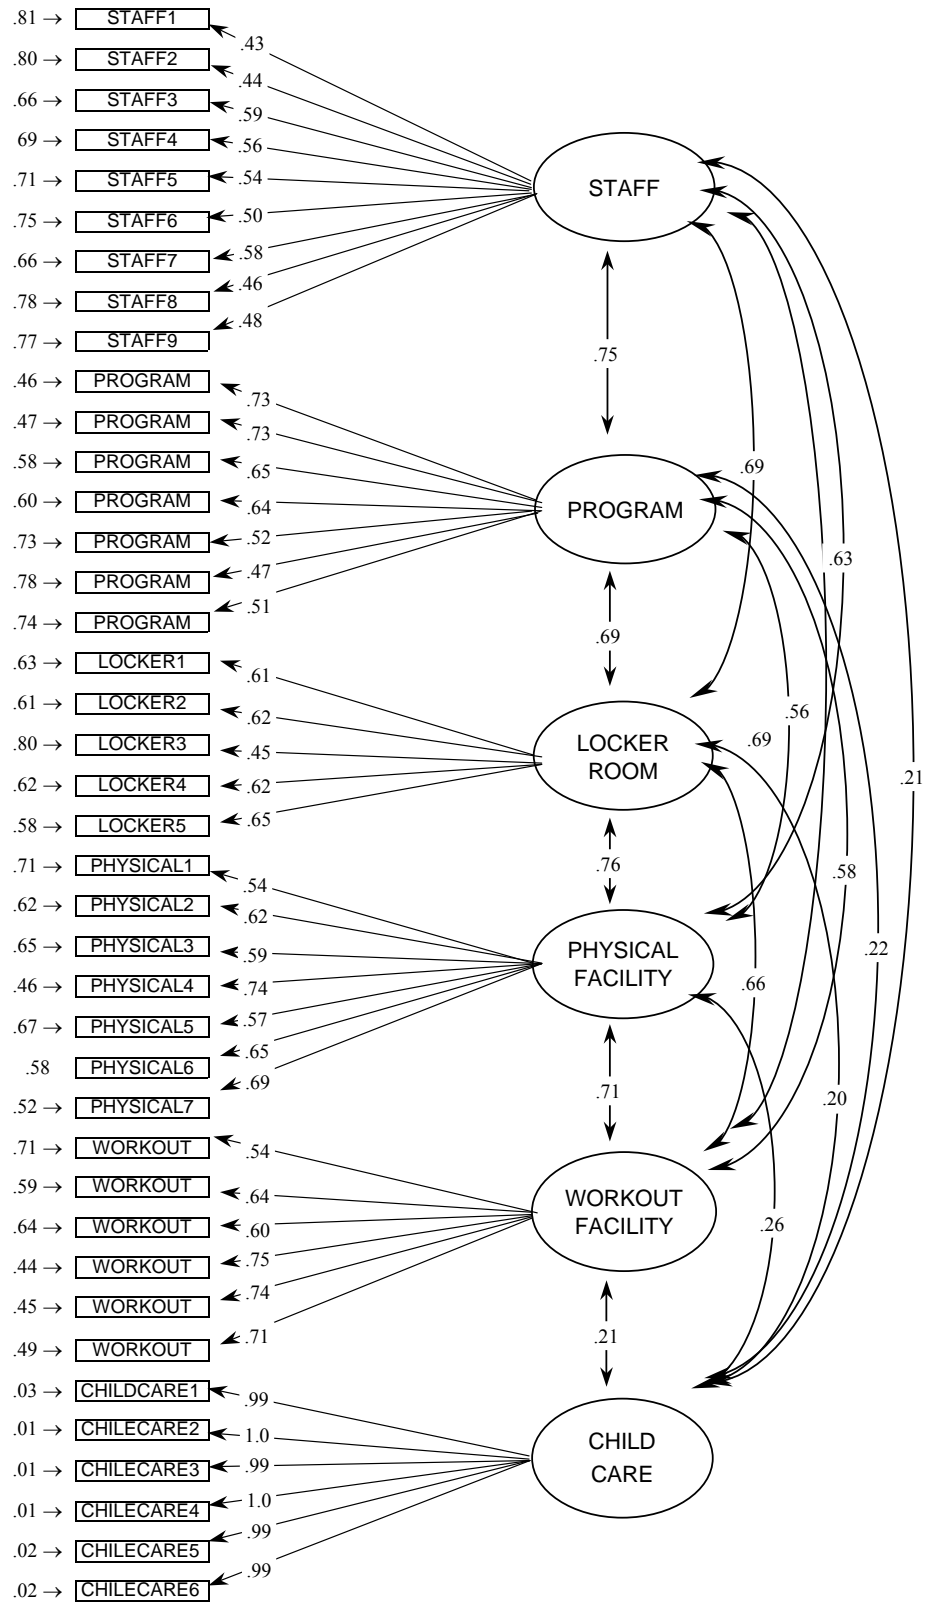 .81 → STAFF1
.43
.80 → STAFF2
.44
.66 → STAFF3
.59
69 → STAFF4
.56
.71 → STAFF5
.54
.75 → STAFF6
.50
.66 → STAFF7
.58
.78 → STAFF8
.46
.77 → STAFF9
.48
STAFF
.75
.46 → PROGRAM
.73
.47 → PROGRAM
.73
.58 → PROGRAM
.65
.60 → PROGRAM
.64
.73 → PROGRAM
.52
.78 → PROGRAM
.47
.74 → PROGRAM
.51
PROGRAM
.69
.63
.69
.63 → LOCKER1
.61
.61 → LOCKER2
.62
.80 → LOCKER3
.45
.62 → LOCKER4
.62
.58 → LOCKER5
.65
LOCKER
ROOM
.56
.69
.21
.76
.58
.71 → PHYSICAL1
.54
.62 → PHYSICAL2
.62
.65 → PHYSICAL3
.59
.46 → PHYSICAL4
.74
.67 → PHYSICAL5
.57
.58 PHYSICAL6
.65
.52 → PHYSICAL7
.69
PHYSICAL
FACILITY
.22
.66
.71
.20
.71 → WORKOUT
.54
.59 → WORKOUT
.64
.64 → WORKOUT
.60
.44 → WORKOUT
.75
.45 → WORKOUT
.74
.49 → WORKOUT
.71
WORKOUT
FACILITY
.26
.21
.03 → CHILDCARE1
.99
.01 → CHILECARE2
1.0
.01 → CHILECARE3
.99
.01 → CHILECARE4
1.0
.02 → CHILECARE5
.99
.02 → CHILECARE6
.99
CHILD
CARE